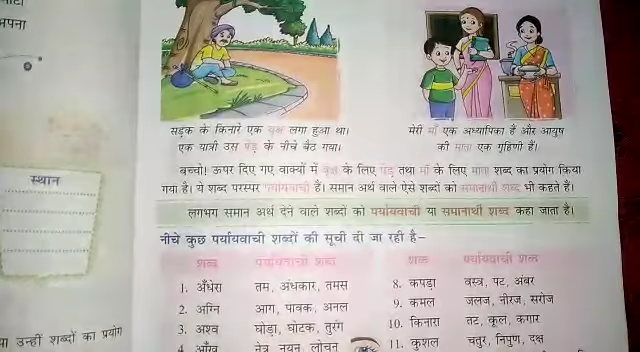 अपना
स्थान
उन्हीं शब्दों का प्रयोग
सड़क के किनारे एक वृक्ष लगा हुआ था।
एक यात्री उस पेड़ के नीचे बैठ गया।
मेरी माँ एक अध्यापिका है और आयुष
की माता एक गृहिणी हैं।
बच्चो! ऊपर दिए गए वाक्यों में वृक्ष के लिए पेड़ तथा माँ के लिए माता शब्द का प्रयोग किया
गया है। ये शब्द परस्पर पर्यायवाची हैं। समान अर्थ वाले ऐसे शब्दों को समानार्थी शब्द भी कहते हैं।
लगभग समान अर्थ देने वाले शब्दों को पर्यायवाची या समानार्थी शब्द कहा जाता है।
नीचे कुछ पर्यायवाची शब्दों की सूची दी जा रही है–
शब्द पर्यायवाची शब्द
1. अँधेरा तम, अंधकार, तमस
2. अग्नि आग, पावक, अनल
3. अश्व घोड़ा, घोटक, तुरंग
4. आँख नेत्र, नयन, लोचन
शब्द पर्यायवाची शब्द
8. कपड़ा वस्त्र, पट, अंबर
9. कमल जलज, नीरज, सरोज
10. किनारा तट, कूल, कगार
11. कुशल चतुर, निपुण, दक्ष